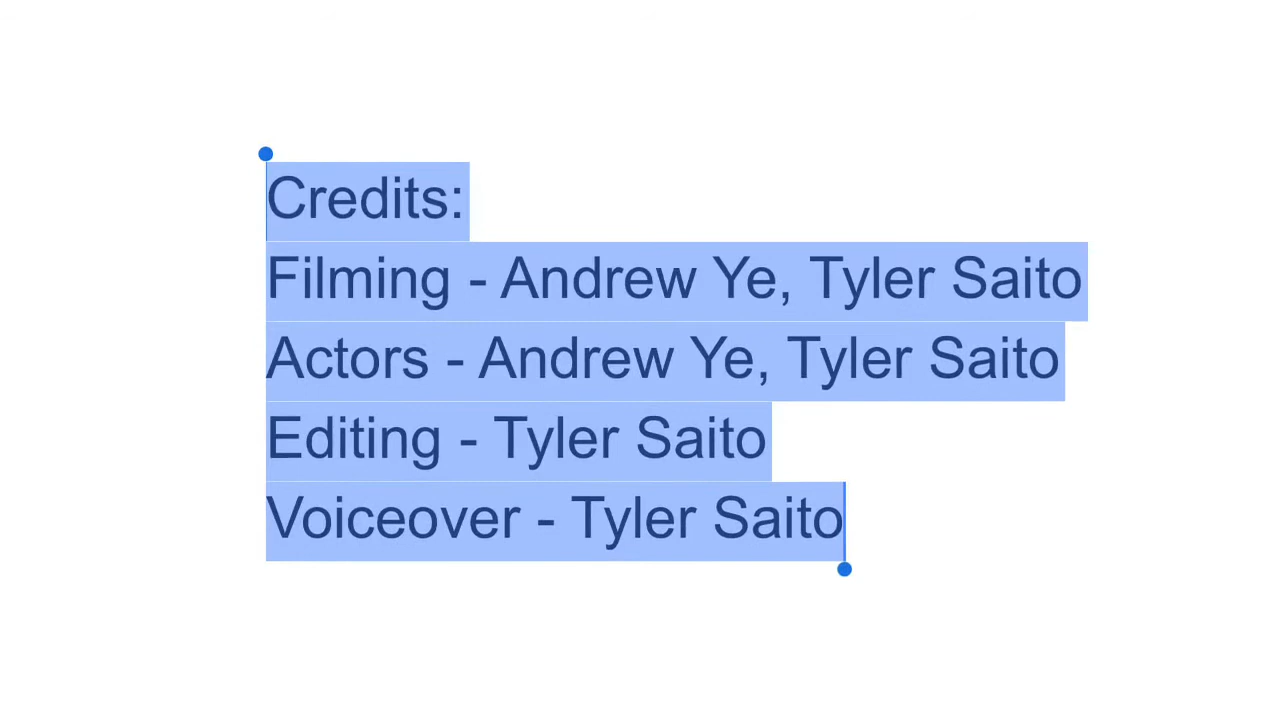 Credits:
Filming - Andrew Ye, Tyler Saito
Actors - Andrew Ye, Tyler Saito
Editing - Tyler Saito
Voiceover - Tyler Saito